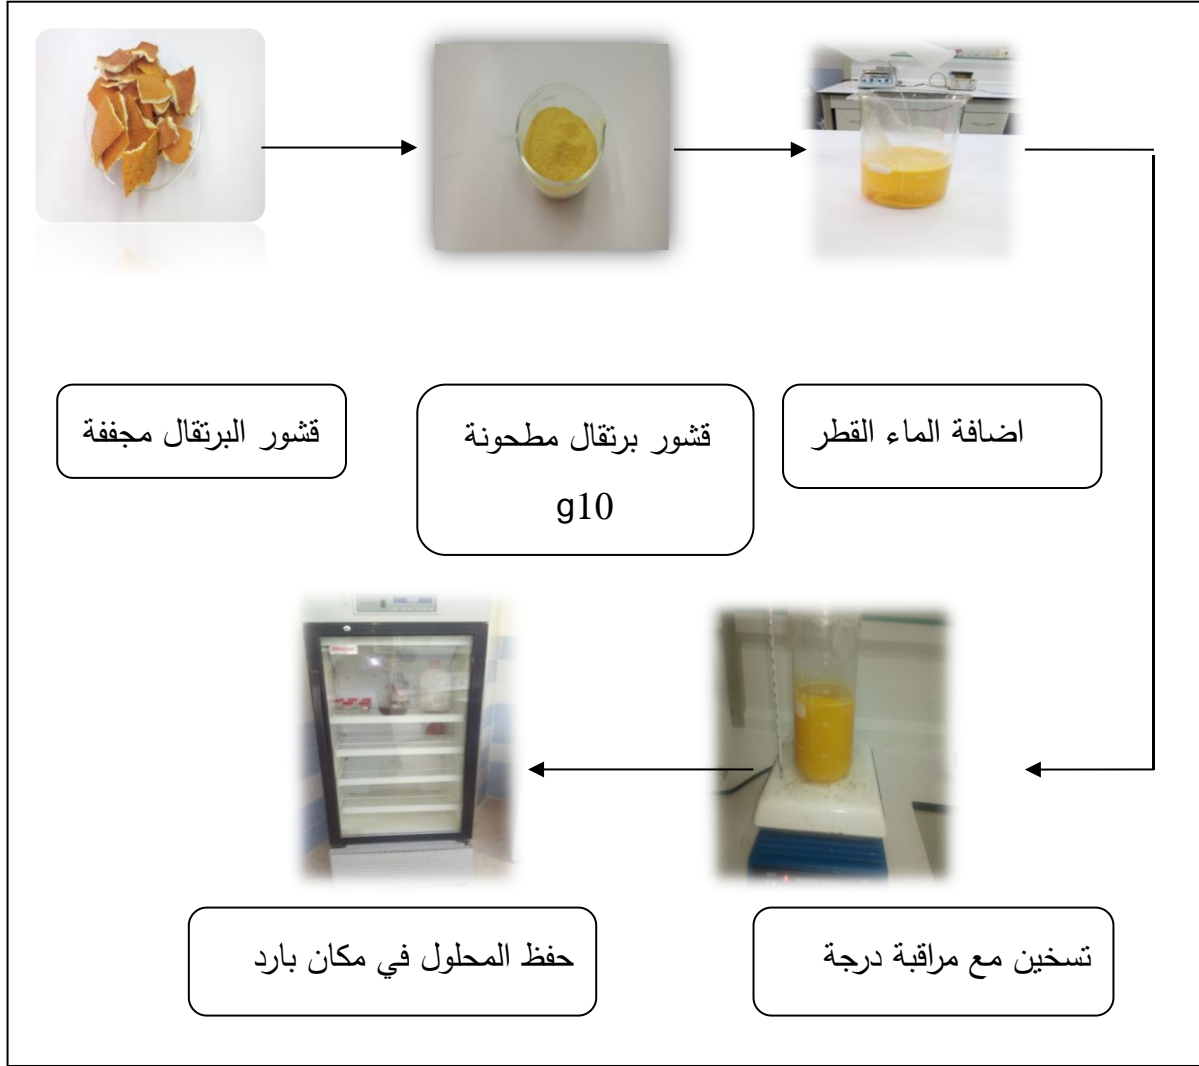 قشور البرتقال مجففة
قشور برتقال مطحونة
g10
اضافة الماء القطر
تسخين مع مراقبة درجة
حفظ المحلول في مكان بارد